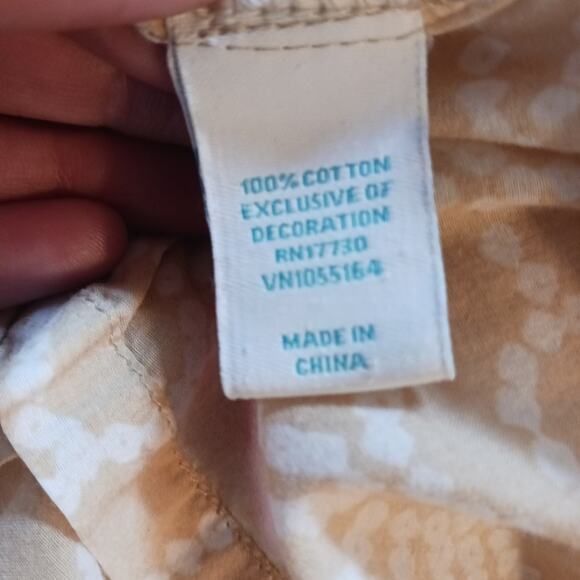 100% COTTON
EXCLUSIVE OF
DECORATION
RN17730
VN1055164
MADE IN
CHINA